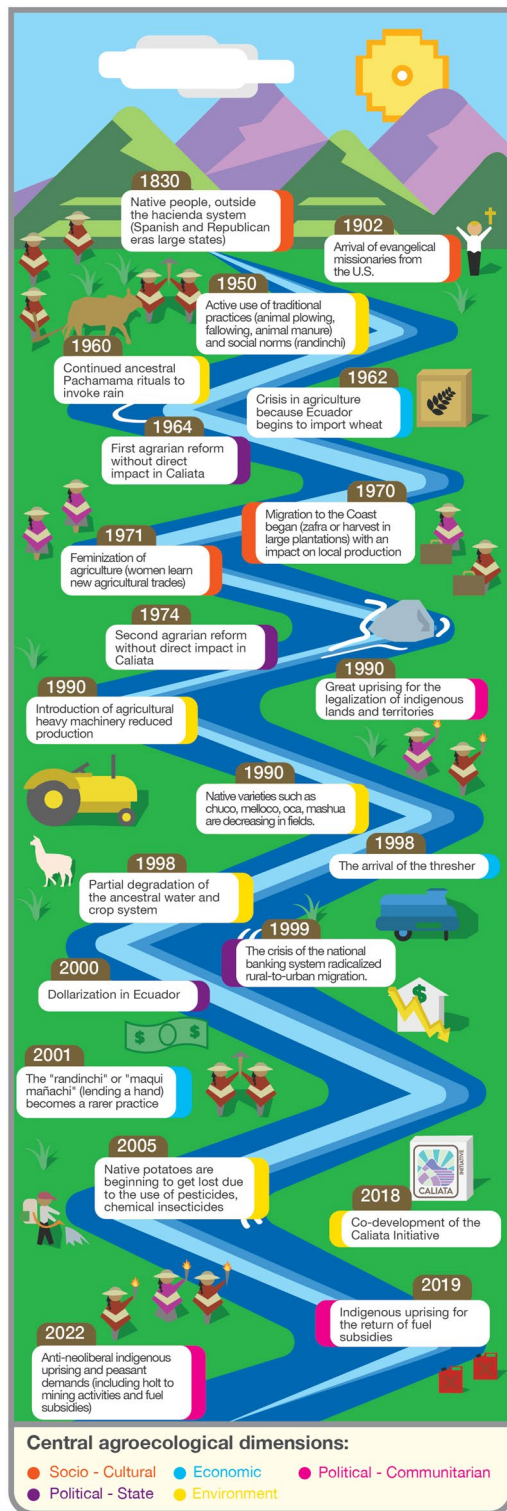 1830
Native people, outside
the hacienda system
(Spanish and Republican
eras large states)
1902
Arrival of evangelical
missionaries from
the U.S.
1950
Active use of traditional
practices (animal plowing,
fallowing, animal manure)
and social norms (randinchi)
1960
Continued ancestral
Pachamama rituals to
invoke rain
1962
Crisis in agriculture
because Ecuador
begins to import wheat
1964
First agrarian reform
without direct
impact in Caliata
1970
Migration to the Coast
began (zafra or harvest in
large plantations) with an
impact on local production
1971
Feminization of
agriculture (women learn
new agricultural trades)
1974
Second agrarian reform
without direct impact in
Caliata
1990
Great uprising for the
legalization of indigenous
lands and territories
1990
Introduction of agricultural
heavy machinery reduced
production
1990
Native varieties such as
chuco, melloco, oca, mashua
are decreasing in fields.
1998
The arrival of the thresher
1998
Partial degradation of
the ancestral water and
crop system
1999
The crisis of the national
banking system radicalized
rural-to-urban migration.
2000
Dollarization in Ecuador
$
$ $
2001
The "randinchi" or "maqui
mañachi" (lending a hand)
becomes a rarer practice
2005
Native potatoes are
beginning to get lost due
to the use of pesticides,
chemical insecticides
CALIATA
INITIATIVE
2018
Co-development of the
Caliata Initiative
2019
Indigenous uprising for
the return of fuel
subsidies
2022
Anti-neoliberal indigenous
uprising and peasant
demands (including holt to
mining activities and fuel
subsidies)
Central agroecological dimensions:
Socio - Cultural Economic Political - Communitarian
Political - State Environment